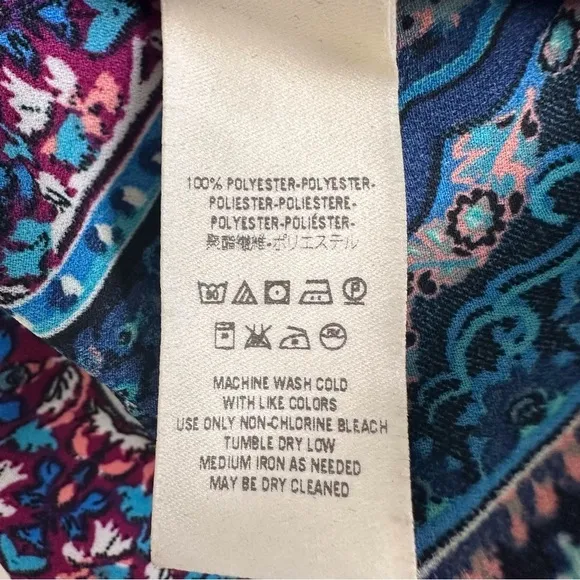 100% POLYESTER-POLYESTER-
POLIESTER-POLIESTERE-
POLYESTER-POLIÉSTER-
聚酯纖維-ポリエステル
MACHINE WASH COLD
WITH LIKE COLORS
USE ONLY NON-CHLORINE BLEACH
TUMBLE DRY LOW
MEDIUM IRON AS NEEDED
MAY BE DRY CLEANED